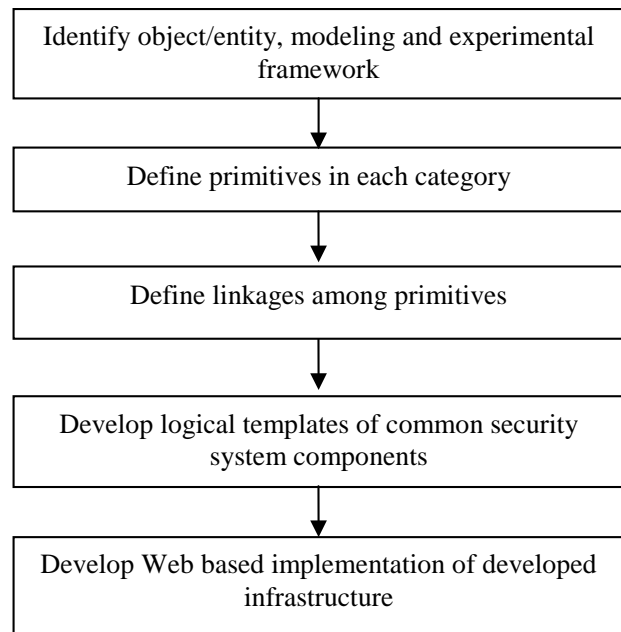 Identify object/entity, modeling and experimental
framework
Define primitives in each category
Define linkages among primitives
Develop logical templates of common security
system components
Develop Web based implementation of developed
infrastructure